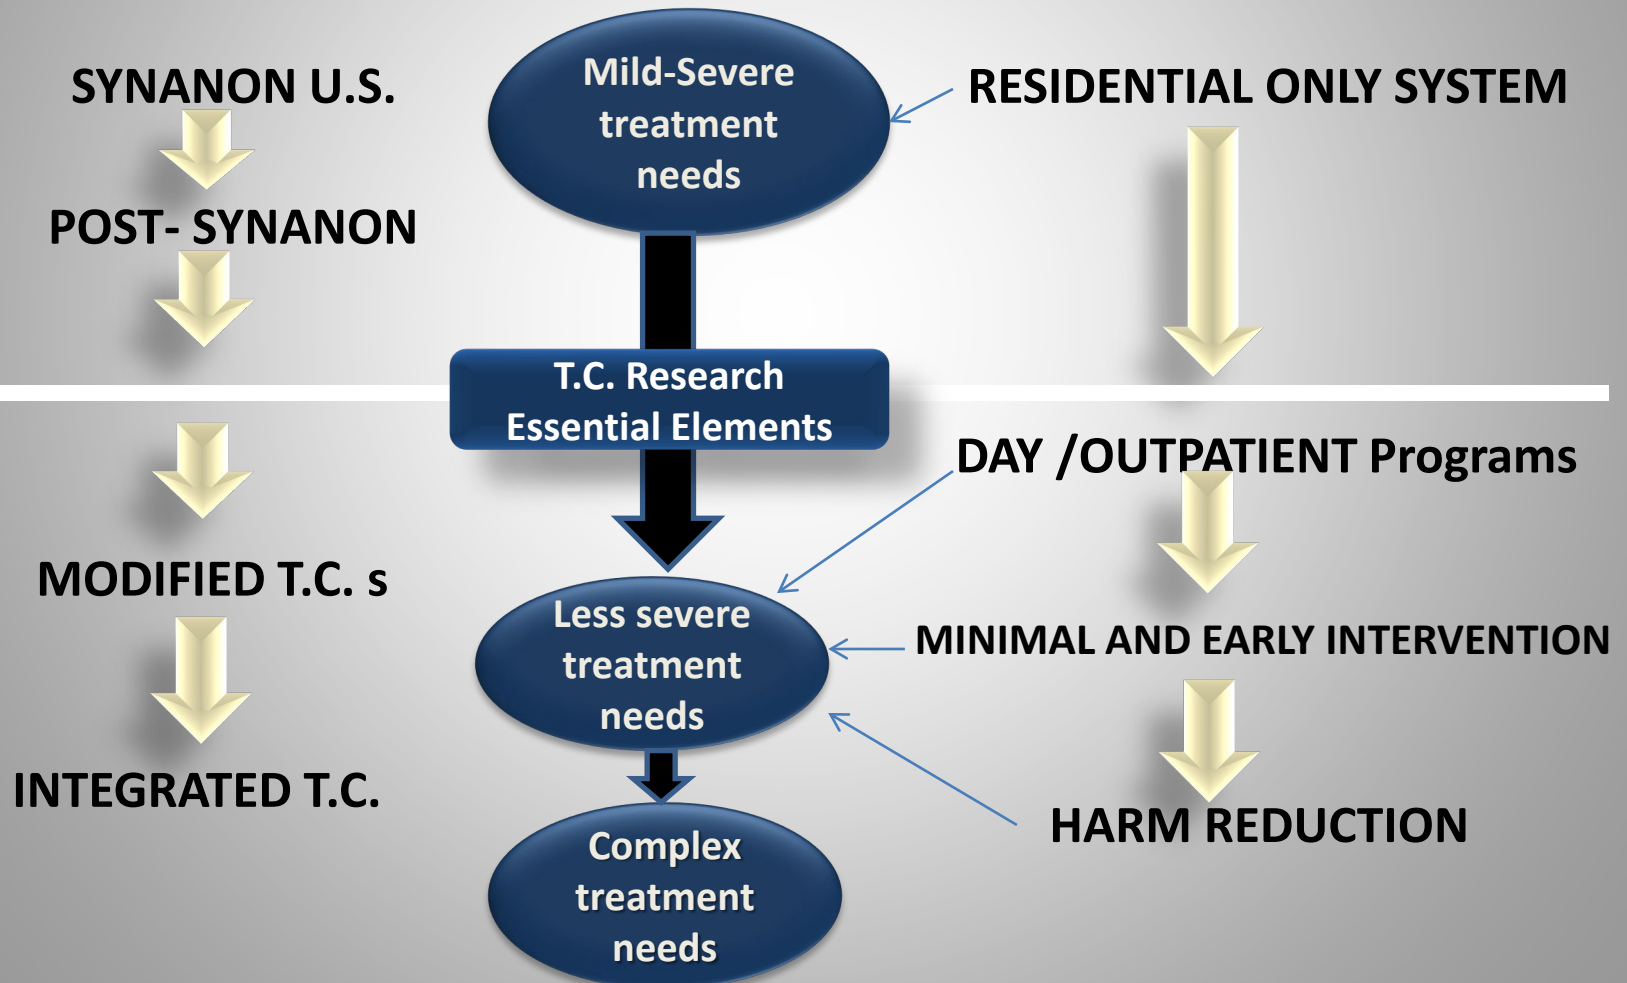 SYNANON U.S.
POST- SYNANON
MODIFIED T.C. s
INTEGRATED T.C.
Mild-Severe
treatment
needs
T.C. Research
Essential Elements
Less severe
treatment
needs
Complex
treatment
needs
RESIDENTIAL ONLY SYSTEM
DAY /OUTPATIENT Programs
MINIMAL AND EARLY INTERVENTION
HARM REDUCTION